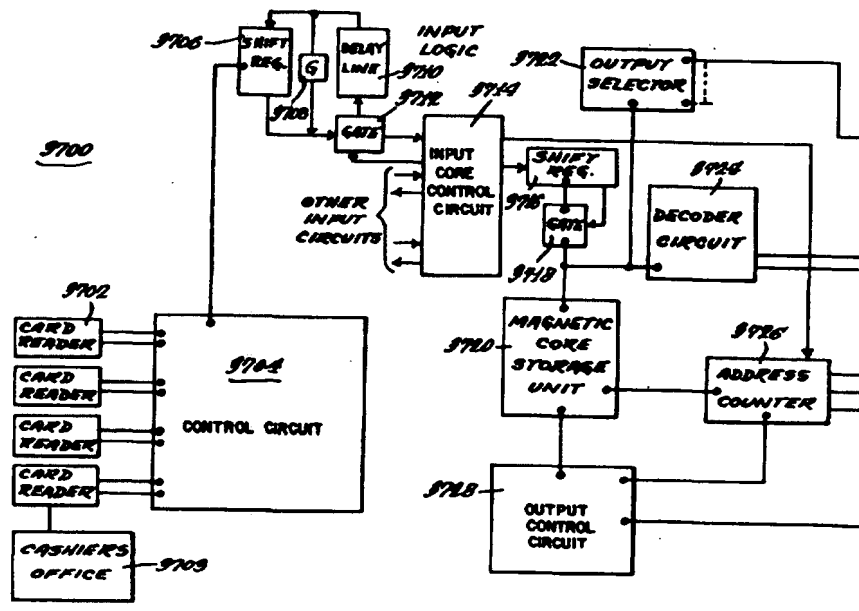 9706
SHIFT
REG.
G
9708
DELAY
LINE
9710
INPUT
LOGIC
9712
GATE
9714
INPUT
CORE
CONTROL
CIRCUIT
OTHER
INPUT
CIRCUITS
SHIFT
REG.
9716
GATE
9718
9722
OUTPUT
SELECTOR
9724
DECODER
CIRCUIT
9700
9702
CARD
READER
CARD
READER
CARD
READER
CARD
READER
9704
CONTROL CIRCUIT
CASHIERS
OFFICE
9703
9720
MAGNETIC
CORE
STORAGE
UNIT
9726
ADDRESS
COUNTER
9728
OUTPUT
CONTROL
CIRCUIT